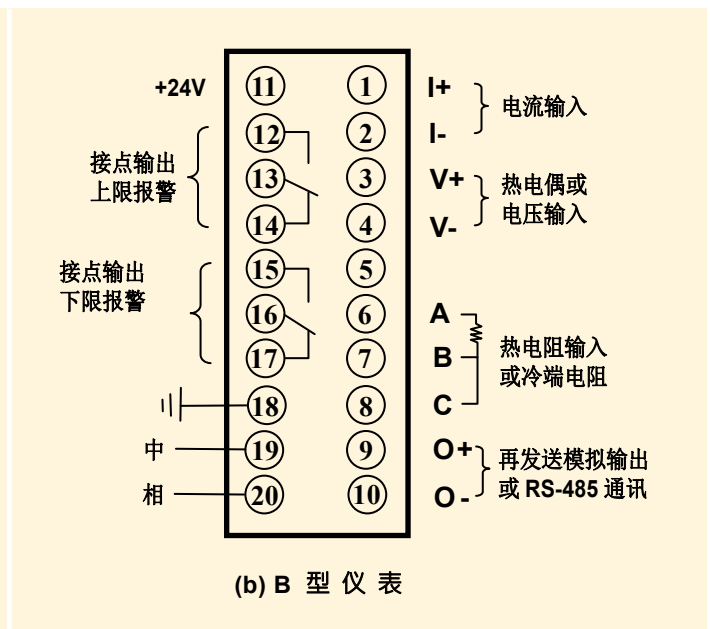 +24V 11 1 I+ 电流输入
12 2 I-
接点输出
上限报警
13 3 V+ 热电偶或
14 4 V- 电压输入
15 5
接点输出
下限报警
16 6 A
17 7 B 热电阻输入
或冷端电阻
18 8 C
中 19 9 O+ 再发送模拟输出
相 20 10 O- 或 RS-485 通讯
(b) B 型 仪 表